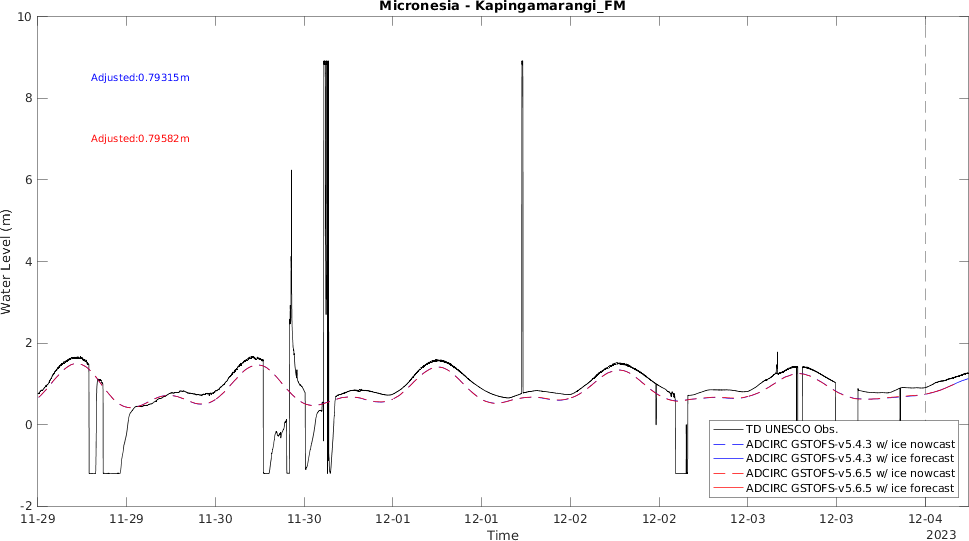 Micronesia - Kapingamarangi_FM
10
8
6
4
2
0
-2
Water Level (m)
Adjusted:0.79315m
Adjusted:0.79582m
TD UNESCO Obs.
ADCIRC GSTOFS-v5.4.3 w/ ice nowcast
ADCIRC GSTOFS-v5.4.3 w/ ice forecast
ADCIRC GSTOFS-v5.6.5 w/ ice nowcast
ADCIRC GSTOFS-v5.6.5 w/ ice forecast
11-29 11-29 11-30 11-30 12-01 12-01 12-02 12-02 12-03 12-03 12-04
2023
Time